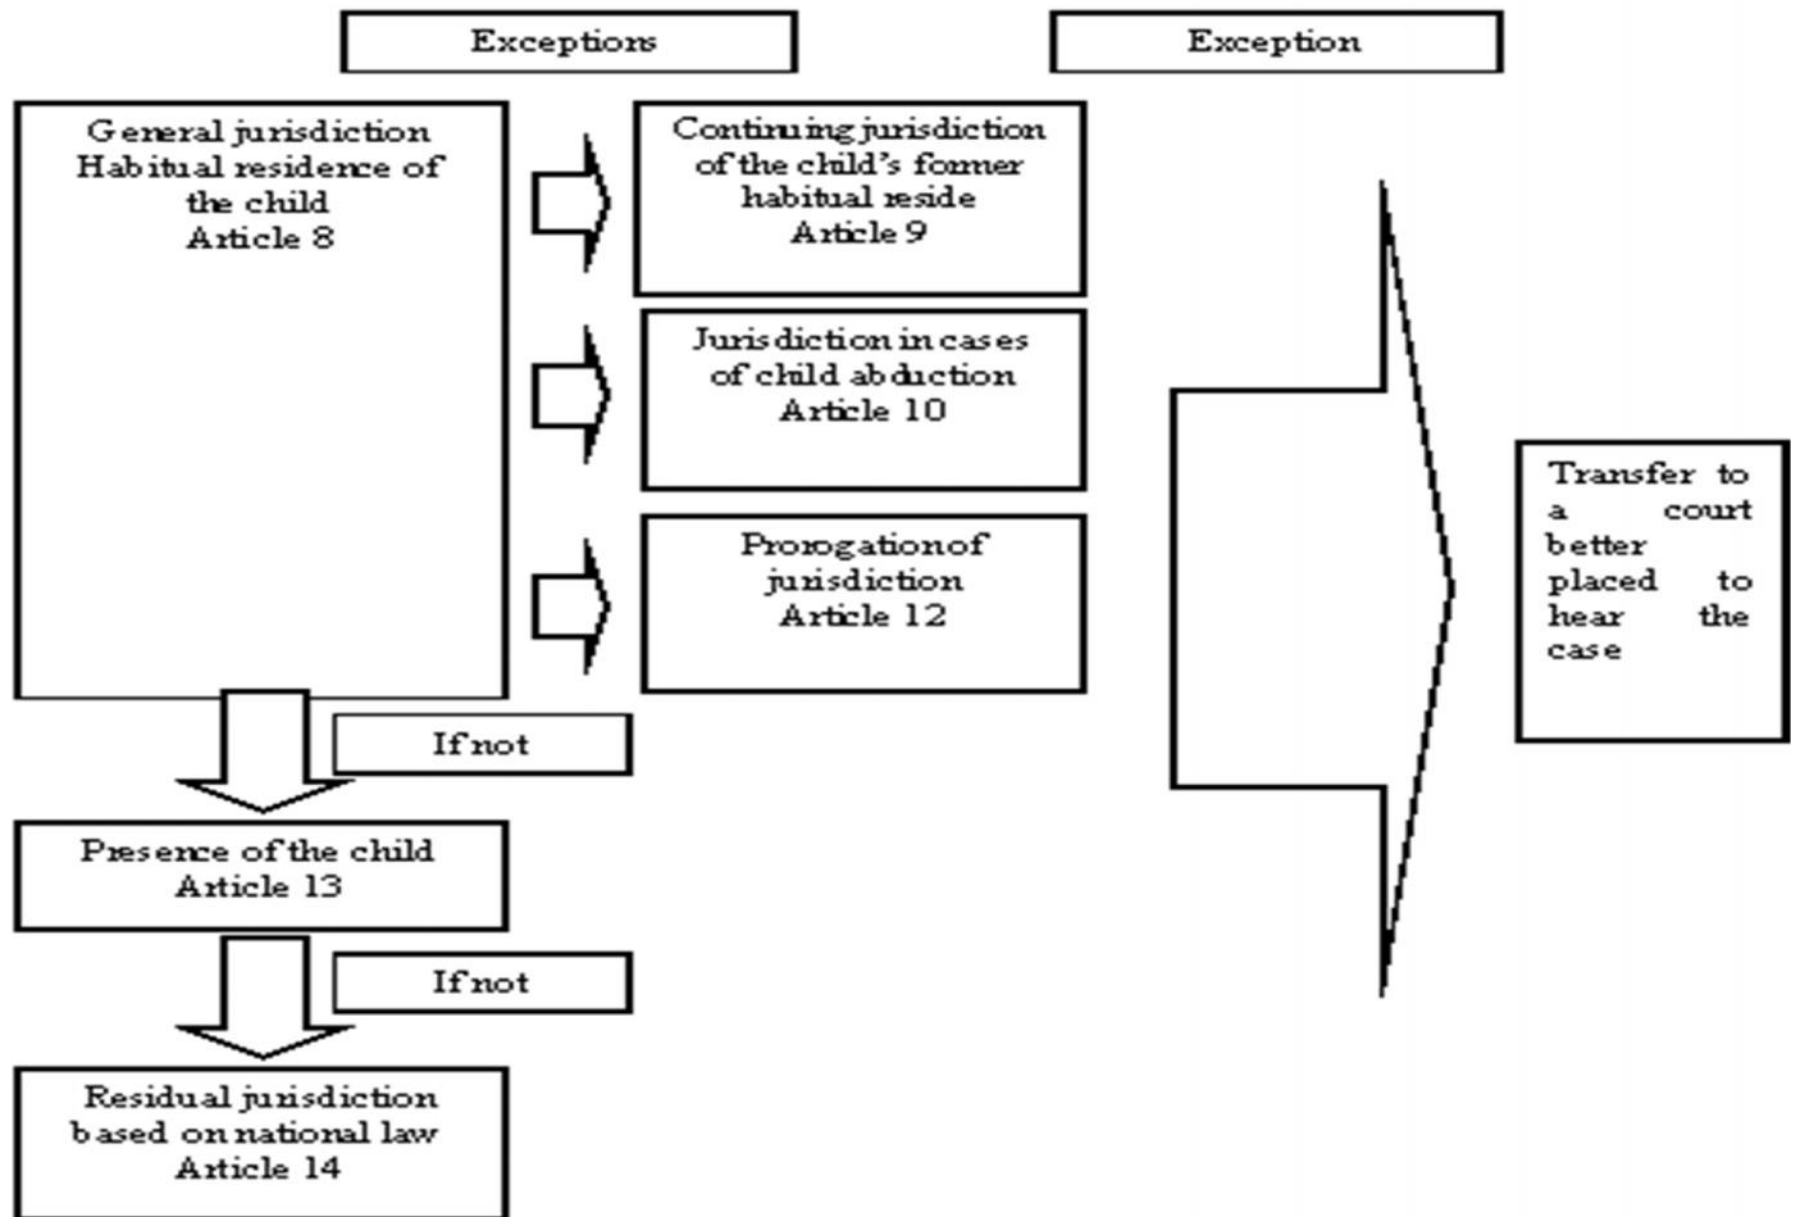 Exceptions
Exception
General jurisdiction
Habitual residence of
the child
Article 8
Continuing jurisdiction
of the child's former
habitual reside
Article 9
Jurisdiction in cases
of child abduction
Article 10
Prorogation of
jurisdiction
Article 12
Transfer to
a court
better
placed to
hear the
case
If not
Presence of the child
Article 13
If not
Residual jurisdiction
based on national law
Article 14